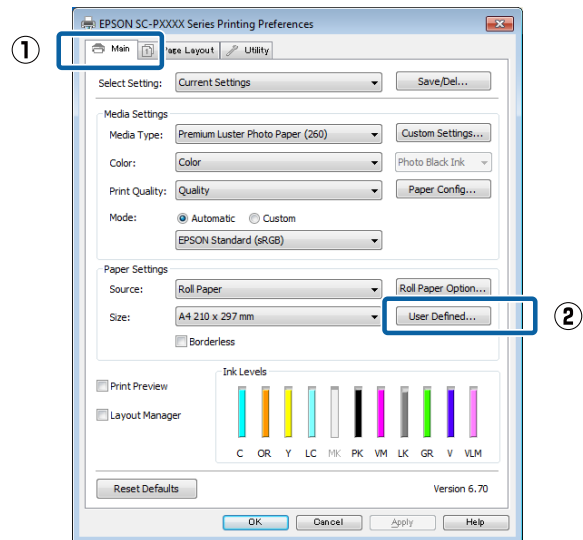 EPSON SC-PXXXX Series Printing Preferences
①
Main Page Layout Utility
Select Setting: Current Settings Save/Del...
Media Settings
Media Type: Premium Luster Photo Paper (260) Custom Settings...
Color: Color Photo Black Ink
Print Quality: Quality Paper Config...
Mode: Automatic Custom
EPSON Standard (sRGB)
Paper Settings
Source: Roll Paper Roll Paper Option...
Size: A4 210 x 297 mm User Defined...
②
Borderless
Ink Levels
Print Preview
Layout Manager
C OR Y LC MK PK VM LK GR V VLM
Reset Defaults Version 6.70
OK Cancel Apply Help